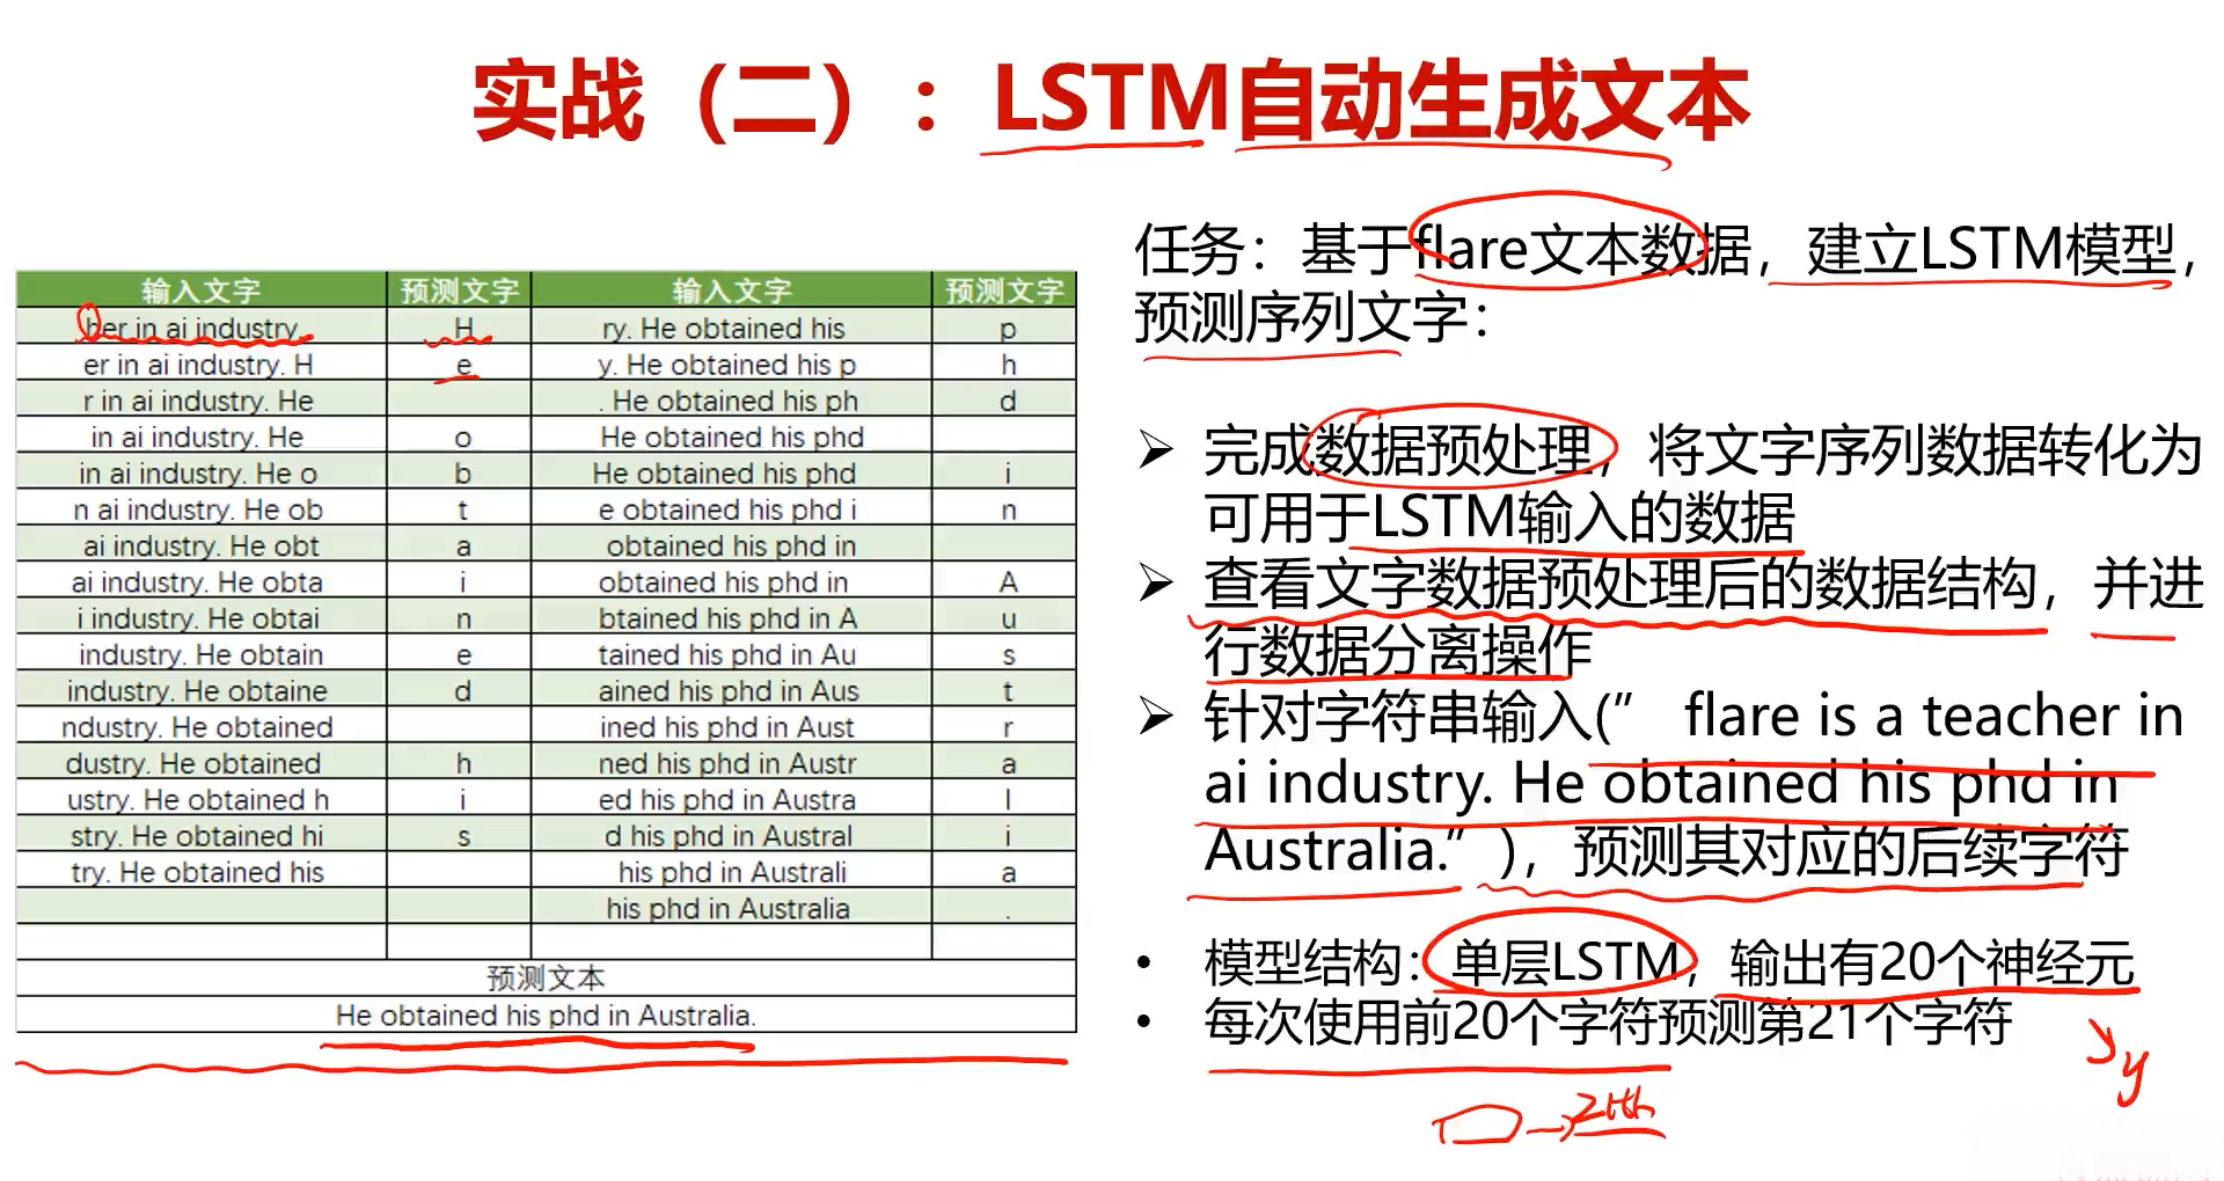 实战（二）：LSTM自动生成文本
输入文字 预测文字 输入文字 预测文字
her in ai industry. H ry. He obtained his p
er in ai industry. H e y. He obtained his p h
r in ai industry. He . He obtained his ph d
in ai industry. He o He obtained his phd
in ai industry. He o b He obtained his phd i
n ai industry. He ob t e obtained his phd i n
ai industry. He obt a obtained his phd in
ai industry. He obta i obtained his phd in A
i industry. He obtai n btained his phd in A u
industry. He obtain e tained his phd in Au s
industry. He obtaine d ained his phd in Aus t
ndustry. He obtained ined his phd in Aust r
dustry. He obtained h ned his phd in Austr a
ustry. He obtained h i ed his phd in Austra l
stry. He obtained hi s d his phd in Austral i
try. He obtained his his phd in Australi a
his phd in Australia .
预测文本
He obtained his phd in Australia.
任务：基于flare文本数据，建立LSTM模型，
预测序列文字：
➢ 完成数据预处理，将文字序列数据转化为
可用于LSTM输入的数据
➢ 查看文字数据预处理后的数据结构，并进
行数据分离操作
➢ 针对字符串输入(” flare is a teacher in
ai industry. He obtained his phd in
Australia.” )，预测其对应的后续字符
• 模型结构：单层LSTM，输出有20个神经元
• 每次使用前20个字符预测第21个字符
y
21th